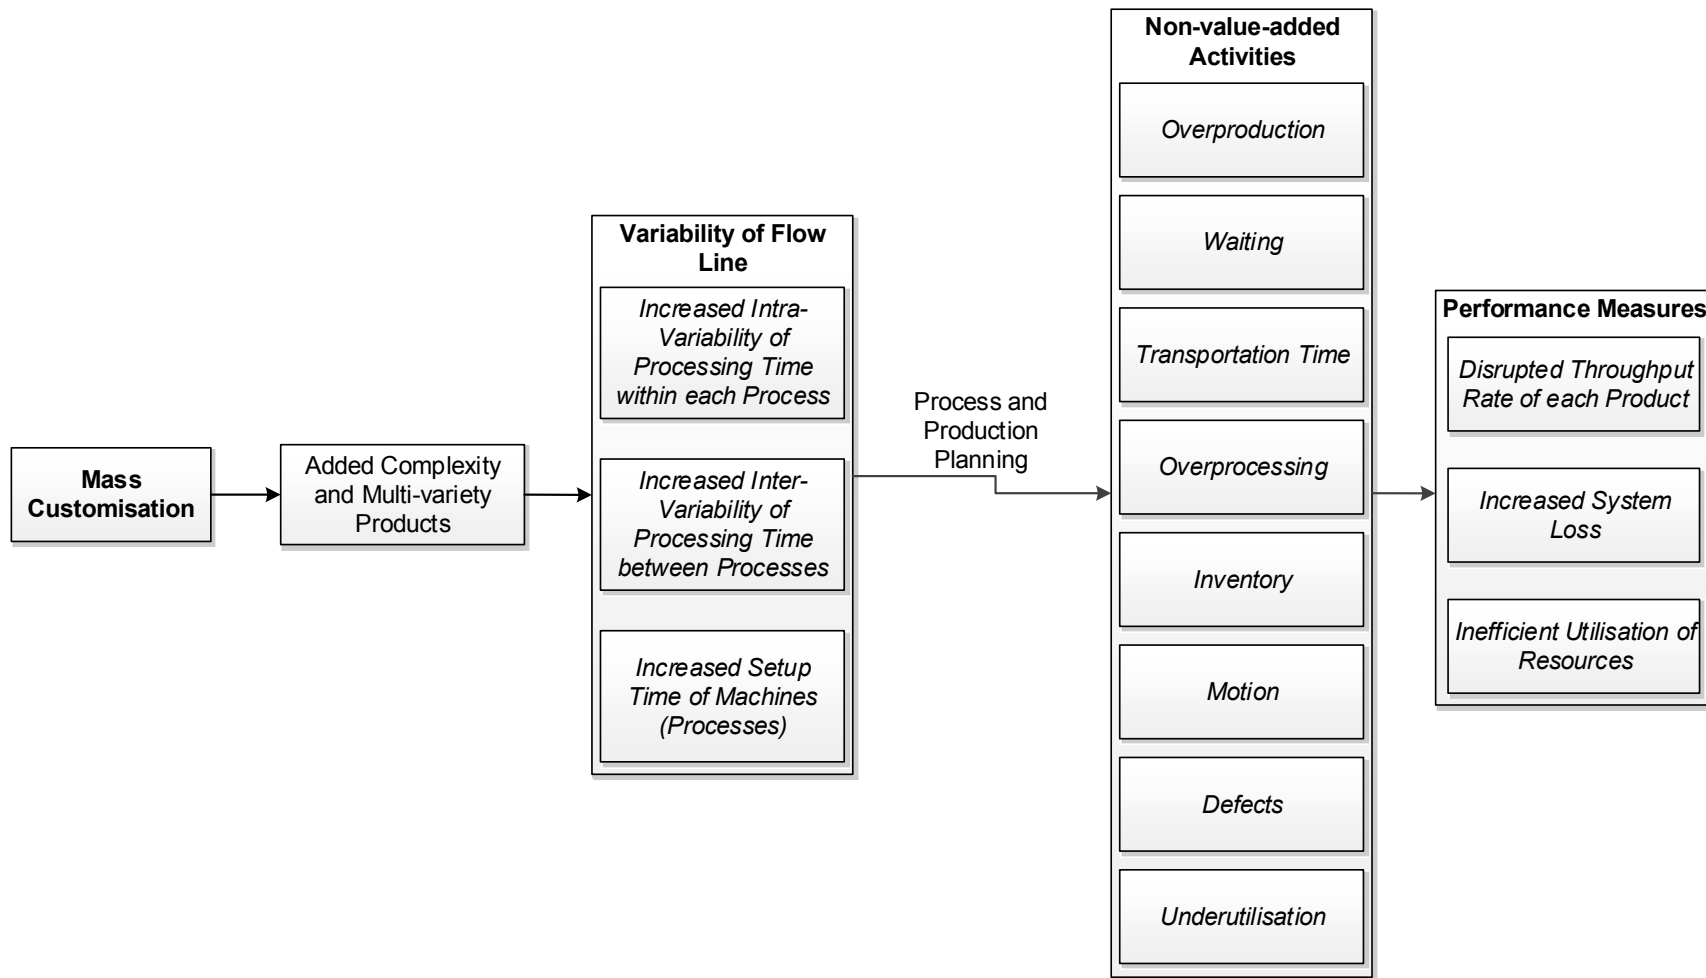 Mass
Customisation
Added Complexity
and Multi-variety
Products
Variability of Flow
Line
Increased Intra-
Variability of
Processing Time
within each Process
Increased Inter-
Variability of
Processing Time
between Processes
Increased Setup
Time of Machines
(Processes)
Process and
Production
Planning
Non-value-added
Activities
Overproduction
Waiting
Transportation Time
Overprocessing
Inventory
Motion
Defects
Underutilisation
Performance Measures
Disrupted Throughput
Rate of each Product
Increased System
Loss
Inefficient Utilisation of
Resources